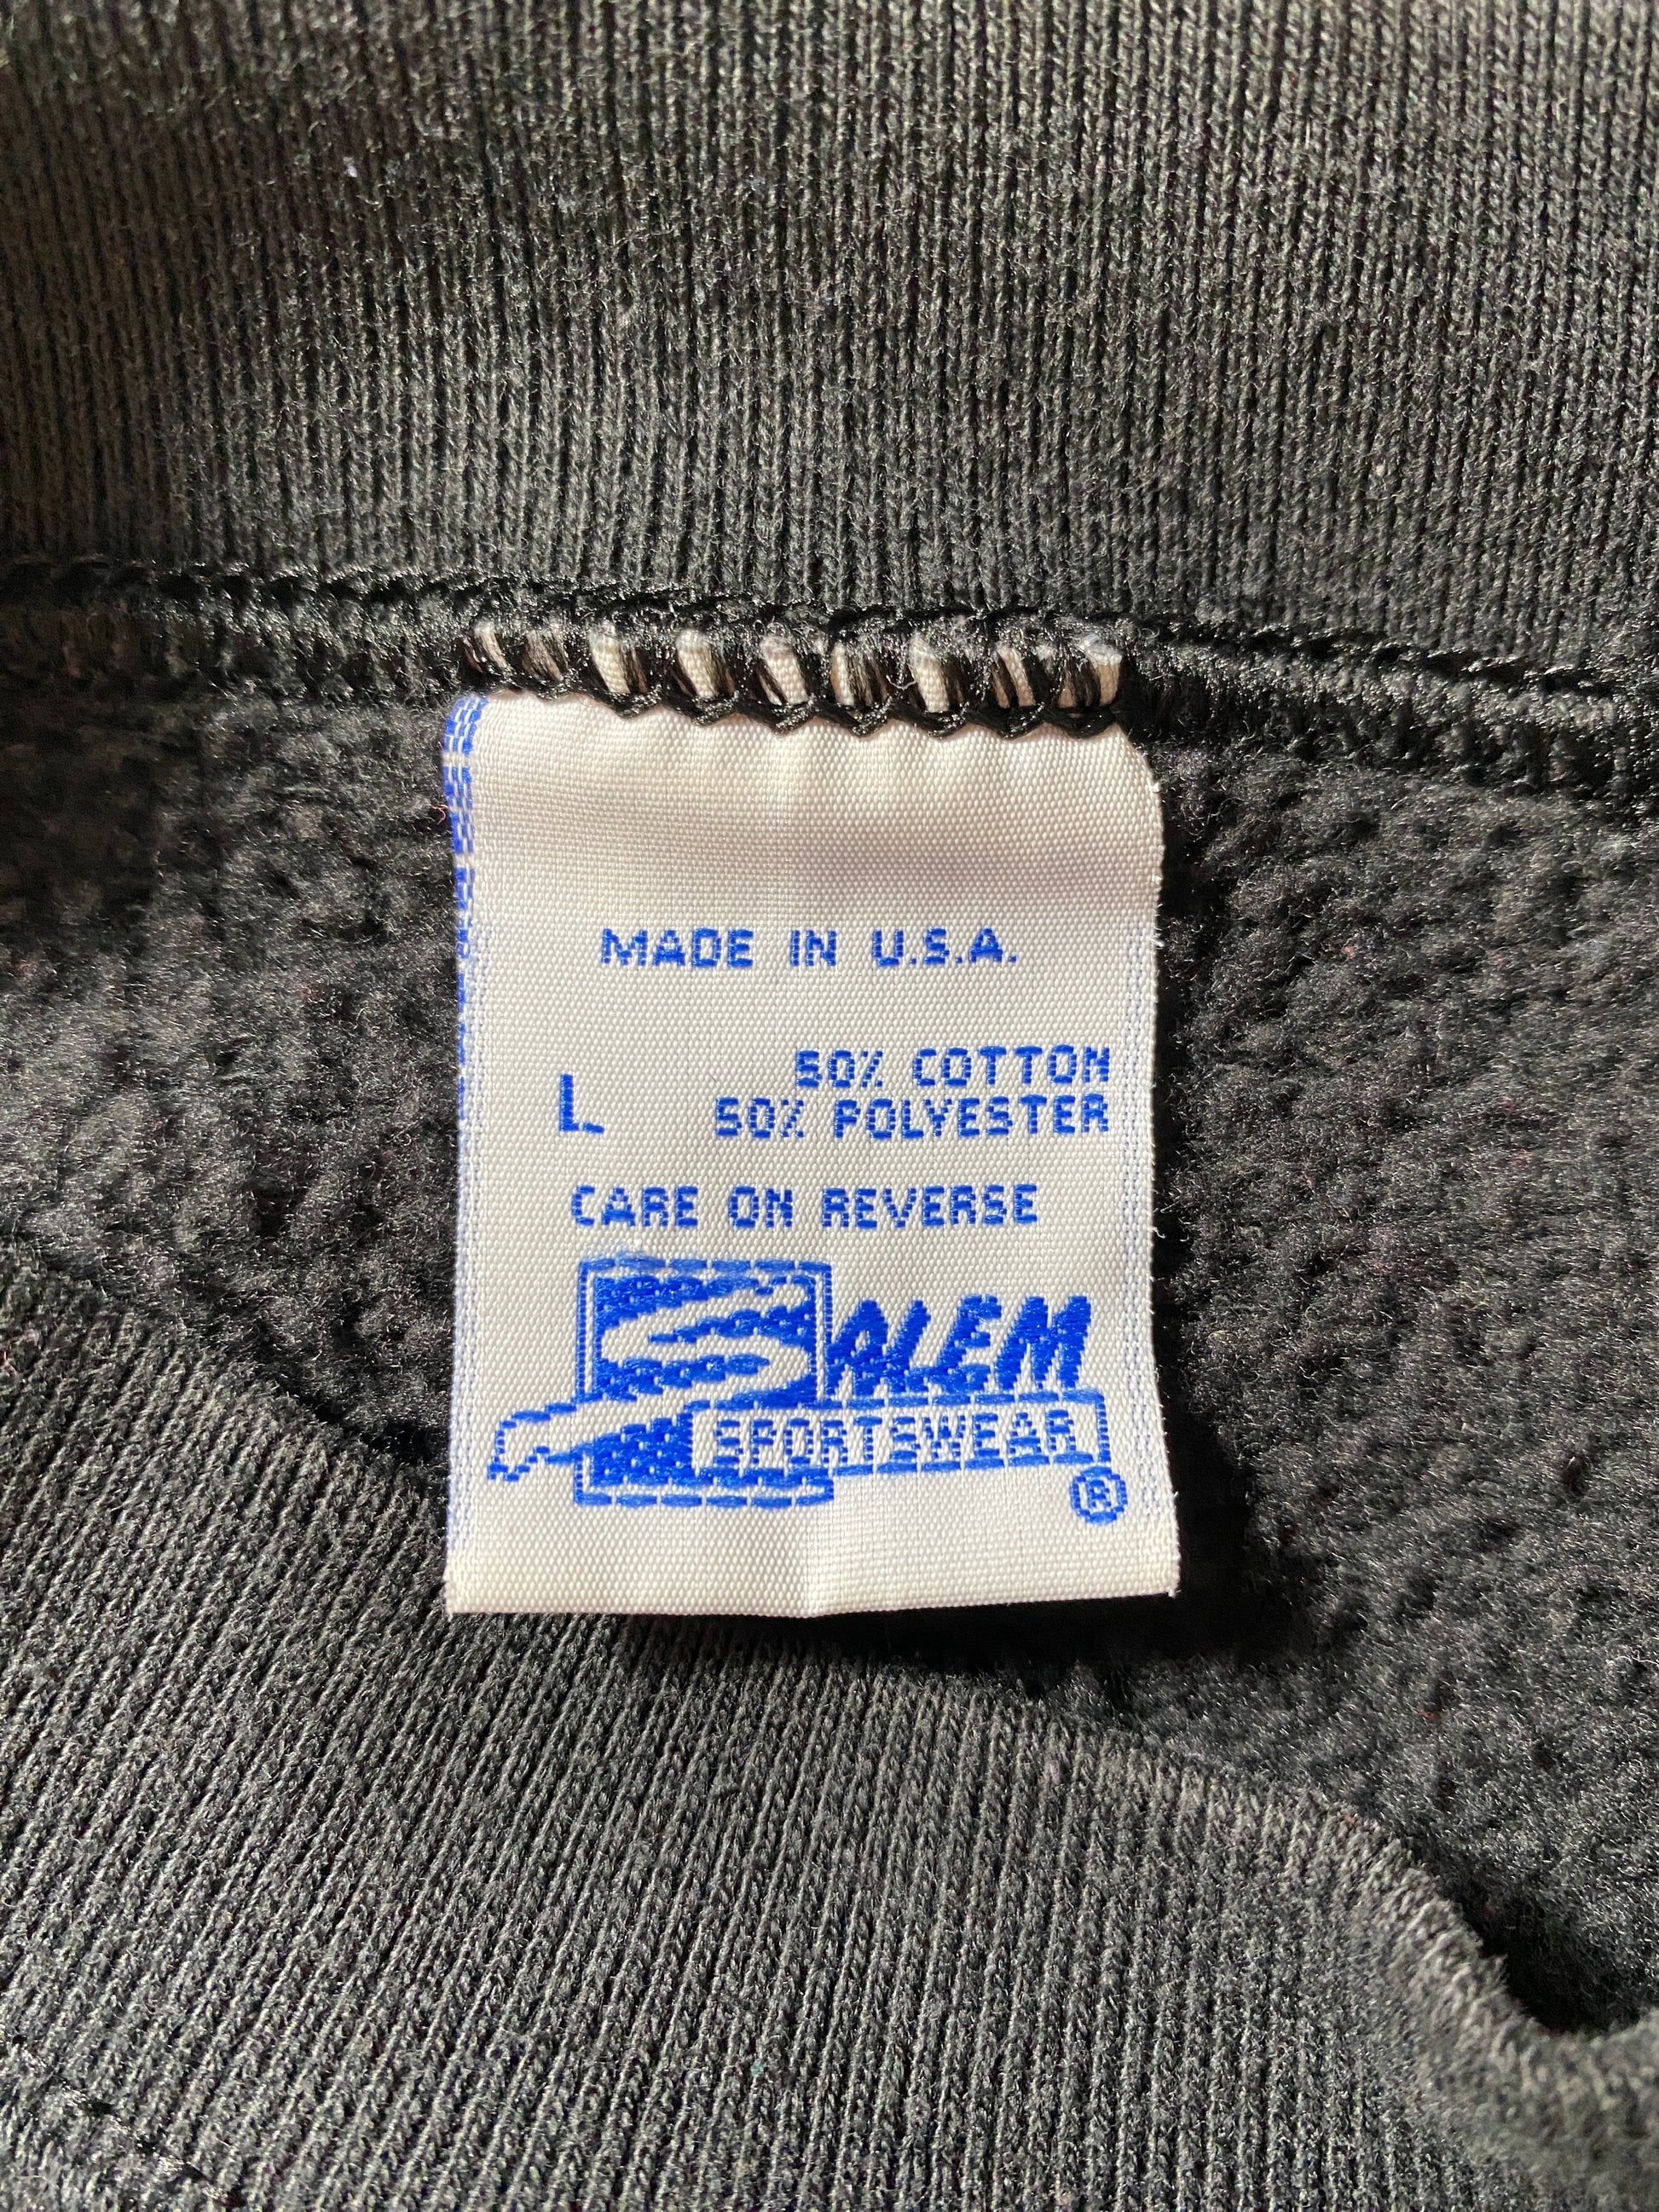 MADE IN U.S.A.
50% COTTON
L 50% POLYESTER
CARE ON REVERSE
SALEM
SPORTSWEAR
®